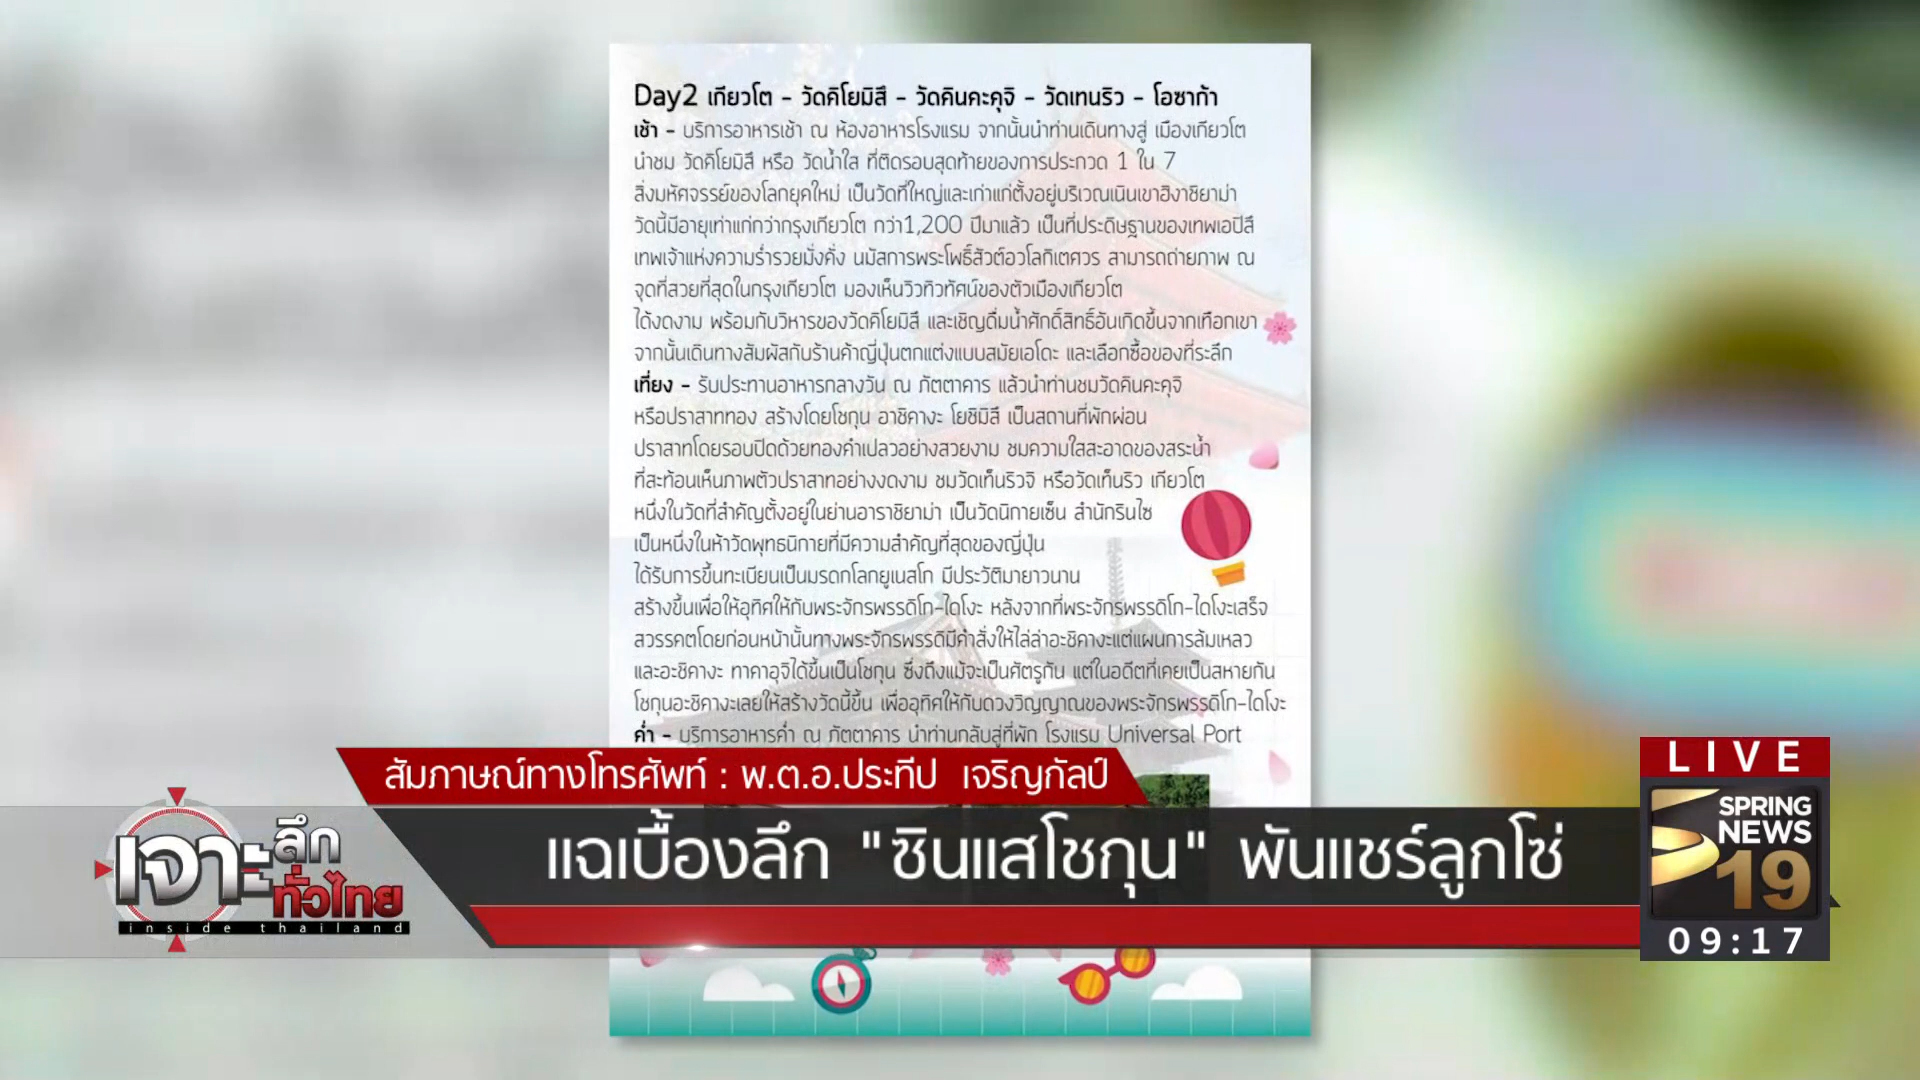 Day2 เกียวโต - วัดคิโยมิสึ - วัดคินคะคุจิ - วัดเทนริว - โอซาก้า
เช้า - บริการอาหารเช้า ณ ห้องอาหารโรงแรม จากนั้นนำท่านเดินทางสู่ เมืองเกียวโต
นำชม วัดคิโยมิสึ หรือ วัดน้ำใส ที่ติดรอบสุดท้ายของการประกวด 1 ใน 7
สิ่งมหัศจรรย์ของโลกยุคใหม่ เป็นวัดที่ใหญ่และเก่าแก่ตั้งอยู่บริเวณเนินเขาฮิงาชิยาม่า
วัดนี้มีอายุเก่าแก่กว่ากรุงเกียวโต กว่า1,200 ปีมาแล้ว เป็นที่ประดิษฐานของเทพเอปิสึ
เทพเจ้าแห่งความร่ำรวยมั่งคั่ง นมัสการพระโพธิ์สัวต์อวโลกิเตศวร สามารถถ่ายภาพ ณ
จุดที่สวยที่สุดในกรุงเกียวโต มองเห็นวิวทิวทัศน์ของตัวเมืองเกียวโต
ได้งดงาม พร้อมกับวิหารของวัดคิโยมิสึ และเชิญดื่มน้ำศักดิ์สิทธิ์อันเกิดขึ้นจากเทือกเขา
จากนั้นเดินทางสัมผัสกับร้านค้าญี่ปุ่นตกแต่งแบบสมัยเอโดะ และเลือกซื้อของที่ระลึก
เที่ยง - รับประทานอาหารกลางวัน ณ ภัตตาคาร แล้วนำท่านชมวัดคินคะคุจิ
หรือปราสาททอง สร้างโดยโชกุน อาชิคางะ โยชิมิสึ เป็นสถานที่พักผ่อน
ปราสาทโดยรอบปิดด้วยทองคำเปลวอย่างสวยงาม ชมความใสสะอาดของสระน้ำ
ที่สะท้อนเห็นภาพตัวปราสาทอย่างงดงาม ชมวัดเท็นริวจิ หรือวัดเท็นริว เกียวโต
หนึ่งในวัดที่สำคัญตั้งอยู่ในย่านอาราชิยาม่า เป็นวัดนิกายเซ็น สำนักรินไซ
เป็นหนึ่งในห้าวัดพุทธนิกายที่มีความสำคัญที่สุดของญี่ปุ่น
ได้รับการขึ้นทะเบียนเป็นมรดกโลกยูเนสโก มีประวัติมายาวนาน
สร้างขึ้นเพื่อให้อุทิศให้กับพระจักรพรรดิโก-ไดโงะ หลังจากที่พระจักรพรรดิโก-ไดโงะเสร็จ
สวรรคตโดยก่อนหน้านั้นทางพระจักรพรรดิมีคำสั่งให้ไล่ล่าอะชิคางะแต่แผนการล้มเหลว
และอะชิคางะ ทาคาอุจิได้ขึ้นเป็นโชกุน ซึ่งถึงแม้จะเป็นศัตรูกัน แต่ในอดีตที่เคยเป็นสหายกัน
โชกุนอะชิคางะเลยให้สร้างวัดนี้ขึ้น เพื่ออุทิศให้กับดวงวิญญาณของพระจักรพรรดิโก-ไดโงะ
ค่ำ - บริการอาหารค่ำ ณ ภัตตาคาร นำท่านกลับสู่ที่พัก โรงแรม Universal Port
สัมภาษณ์ทางโทรศัพท์ : พ.ต.อ.ประทีป เจริญกัลป์
แฉเบื้องลึก "ซินแสโชกุน" พันแชร์ลูกโซ่
เจาะลึกทั่วไทย
inside thailand
LIVE
SPRING
NEWS
19
09:17